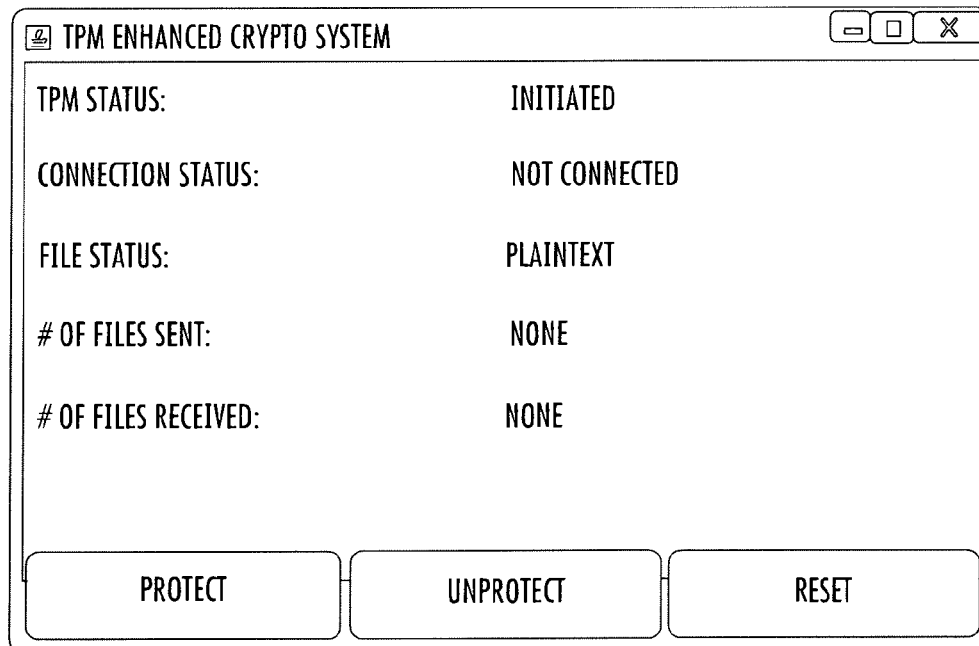 TPM ENHANCED CRYPTO SYSTEM
TPM STATUS: INITIATED
CONNECTION STATUS: NOT CONNECTED
FILE STATUS: PLAINTEXT
# OF FILES SENT: NONE
# OF FILES RECEIVED: NONE
PROTECT UNPROTECT RESET